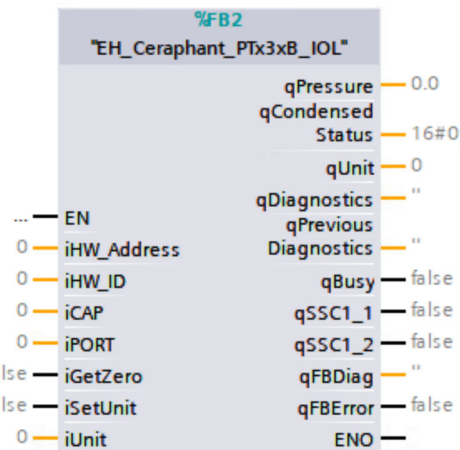 %FB2
"EH_Ceraphant_PTx3xB_IOL"
qPressure 0.0
qCondensed
Status 16#0
qUnit 0
qDiagnostics ''
... EN
qPrevious
Diagnostics ''
0 iHW_Address
0 iHW_ID qBusy false
0 iCAP qSSC1_1 false
0 iPORT qSSC1_2 false
lse iGetZero qFBDiag ''
lse iSetUnit qFBError false
0 iUnit ENO